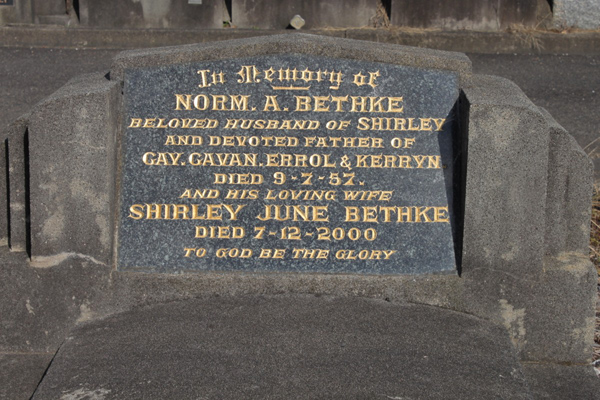 In Memory of
NORM. A. BETHKE
BELOVED HUSBAND OF SHIRLEY
AND DEVOTED FATHER OF
GAY. GAVAN. ERROL & KERRYN
DIED 9-7-57.
AND HIS LOVING WIFE
SHIRLEY JUNE BETHKE
DIED 7-12-2000
TO GOD BE THE GLORY